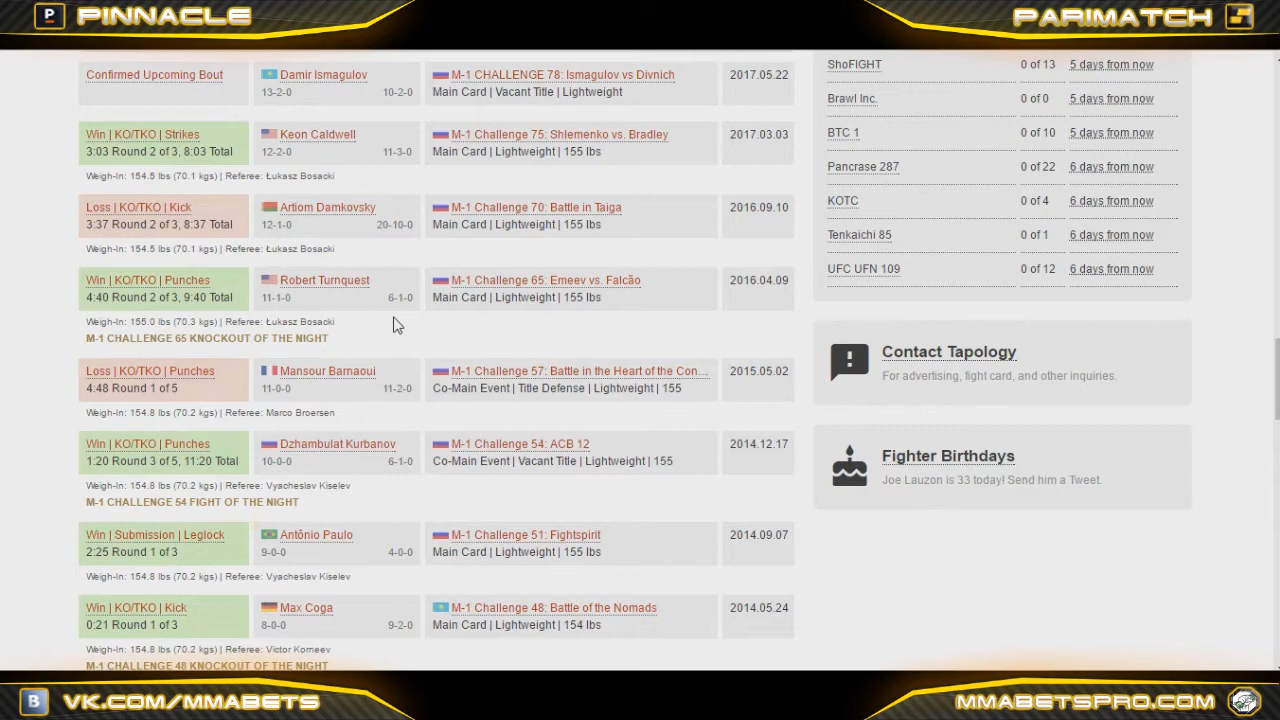 P PINNACLE
PARIMATCH
Confirmed Upcoming Bout
Damir Ismagulov
13-2-0 10-2-0
M-1 CHALLENGE 78: Ismagulov vs Divnich
Main Card | Vacant Title | Lightweight
2017.05.22
Win | KO/TKO | Strikes
3:03 Round 2 of 3, 8:03 Total
Keon Caldwell
12-2-0 11-3-0
M-1 Challenge 75: Shlemenko vs. Bradley
Main Card | Lightweight | 155 lbs
2017.03.03
Weigh-In: 154.5 lbs (70.1 kgs) | Referee: Łukasz Bosacki
Loss | KO/TKO | Kick
3:37 Round 2 of 3, 8:37 Total
Artiom Damkovsky
12-1-0 20-10-0
M-1 Challenge 70: Battle in Taiga
Main Card | Lightweight | 155 lbs
2016.09.10
Weigh-In: 154.5 lbs (70.1 kgs) | Referee: Łukasz Bosacki
Win | KO/TKO | Punches
4:40 Round 2 of 3, 9:40 Total
Robert Turnquest
11-1-0 6-1-0
M-1 Challenge 65: Emeev vs. Falcão
Main Card | Lightweight | 155 lbs
2016.04.09
Weigh-In: 155.0 lbs (70.3 kgs) | Referee: Łukasz Bosacki
M-1 CHALLENGE 65 KNOCKOUT OF THE NIGHT
Loss | KO/TKO | Punches
4:48 Round 1 of 5
Mansour Barnaoui
11-0-0 11-2-0
M-1 Challenge 57: Battle in the Heart of the Con...
Co-Main Event | Title Defense | Lightweight | 155
2015.05.02
Weigh-In: 154.8 lbs (70.2 kgs) | Referee: Marco Broersen
Win | KO/TKO | Punches
1:20 Round 3 of 5, 11:20 Total
Dzhambulat Kurbanov
10-0-0 6-1-0
M-1 Challenge 54: ACB 12
Co-Main Event | Vacant Title | Lightweight | 155
2014.12.17
Weigh-In: 154.8 lbs (70.2 kgs) | Referee: Vyacheslav Kiselev
M-1 CHALLENGE 54 FIGHT OF THE NIGHT
Win | Submission | Leglock
2:25 Round 1 of 3
Antônio Paulo
9-0-0 4-0-0
M-1 Challenge 51: Fightspirit
Main Card | Lightweight | 155 lbs
2014.09.07
Weigh-In: 154.8 lbs (70.2 kgs) | Referee: Vyacheslav Kiselev
Win | KO/TKO | Kick
0:21 Round 1 of 3
Max Coga
8-0-0 9-2-0
M-1 Challenge 48: Battle of the Nomads
Main Card | Lightweight | 154 lbs
2014.05.24
Weigh-In: 154.8 lbs (70.2 kgs) | Referee: Victor Korneev
M-1 CHALLENGE 48 KNOCKOUT OF THE NIGHT
ShoFIGHT 0 of 13 5 days from now
Brawl Inc. 0 of 0 5 days from now
BTC 1 0 of 10 5 days from now
Pancrase 287 0 of 22 6 days from now
KOTC 0 of 4 6 days from now
Tenkaichi 85 0 of 1 6 days from now
UFC UFN 109 0 of 12 6 days from now
Contact Tapology
For advertising, fight card, and other inquiries.
Fighter Birthdays
Joe Lauzon is 33 today! Send him a Tweet.
B VK.COM/MMABETS
MMABETSPRO.COM